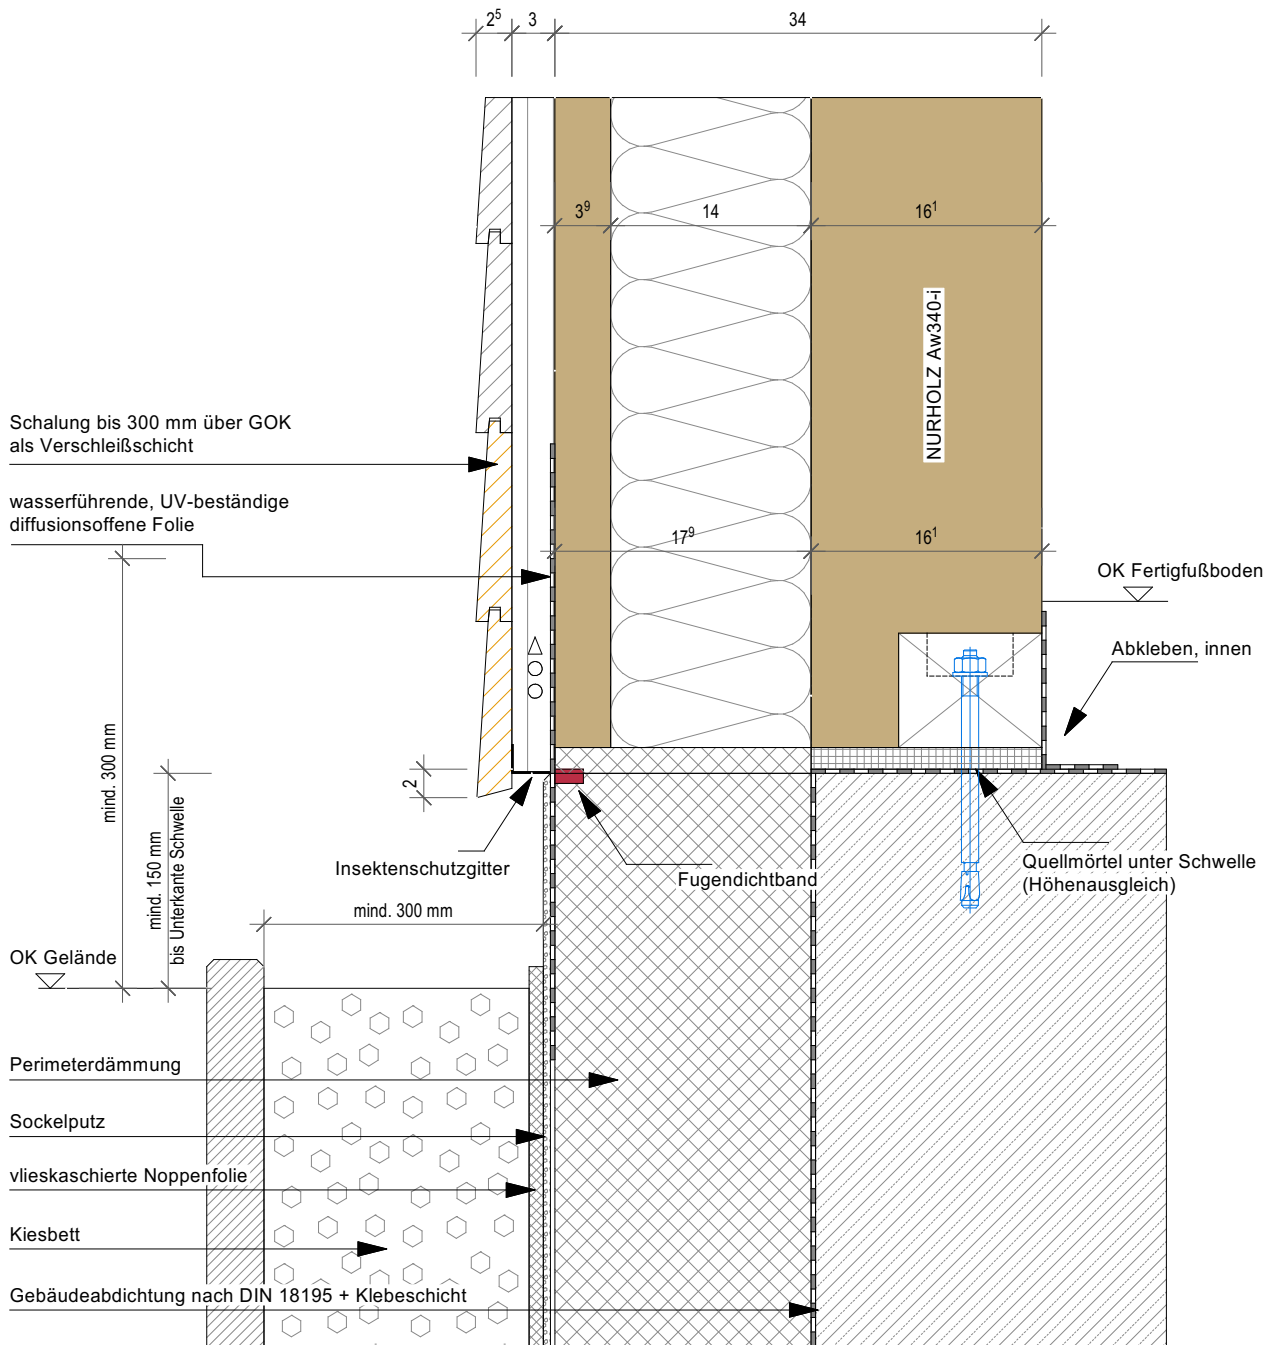 2⁵ 3 34
3⁹ 14 16¹
NURHOLZ Aw340-i
Schalung bis 300 mm über GOK
als Verschleißschicht
wasserführende, UV-beständige
diffusionsoffene Folie
17⁹ 16¹
OK Fertigfußboden
Abkleben, innen
mind. 300 mm
2
mind. 150 mm
bis Unterkante Schwelle
Insektenschutzgitter
Fugendichtband
Quellmörtel unter Schwelle
(Höhenausgleich)
mind. 300 mm
OK Gelände
Perimeterdämmung
Sockelputz
vlieskaschierte Noppenfolie
Kiesbett
Gebäudeabdichtung nach DIN 18195 + Klebeschicht